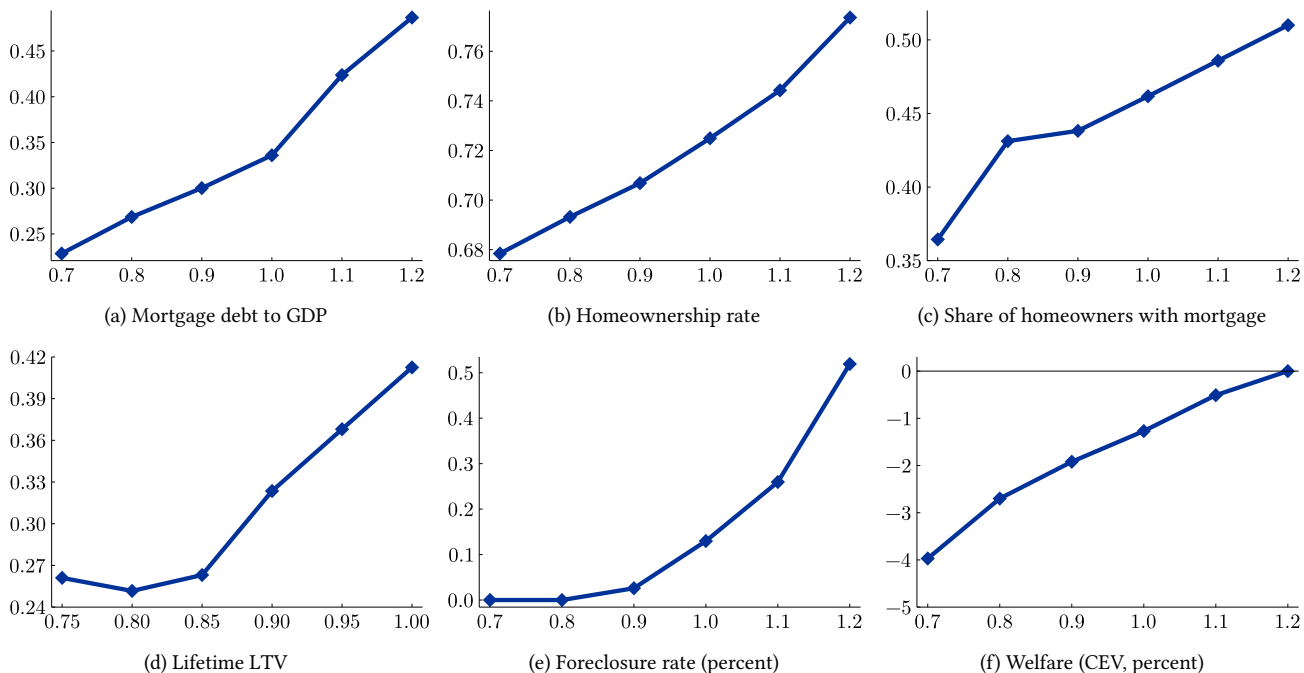 0.45
0.40
0.35
0.30
0.25
0.7 0.8 0.9 1.0 1.1 1.2
(a) Mortgage debt to GDP
0.76
0.74
0.72
0.70
0.68
0.7 0.8 0.9 1.0 1.1 1.2
(b) Homeownership rate
0.50
0.45
0.40
0.35
0.7 0.8 0.9 1.0 1.1 1.2
(c) Share of homeowners with mortgage
0.42
0.39
0.36
0.33
0.30
0.27
0.24
0.75 0.80 0.85 0.90 0.95 1.00
(d) Lifetime LTV
0.5
0.4
0.3
0.2
0.1
0.0
0.7 0.8 0.9 1.0 1.1 1.2
(e) Foreclosure rate (percent)
0
−1
−2
−3
−4
−5
0.7 0.8 0.9 1.0 1.1 1.2
(f) Welfare (CEV, percent)